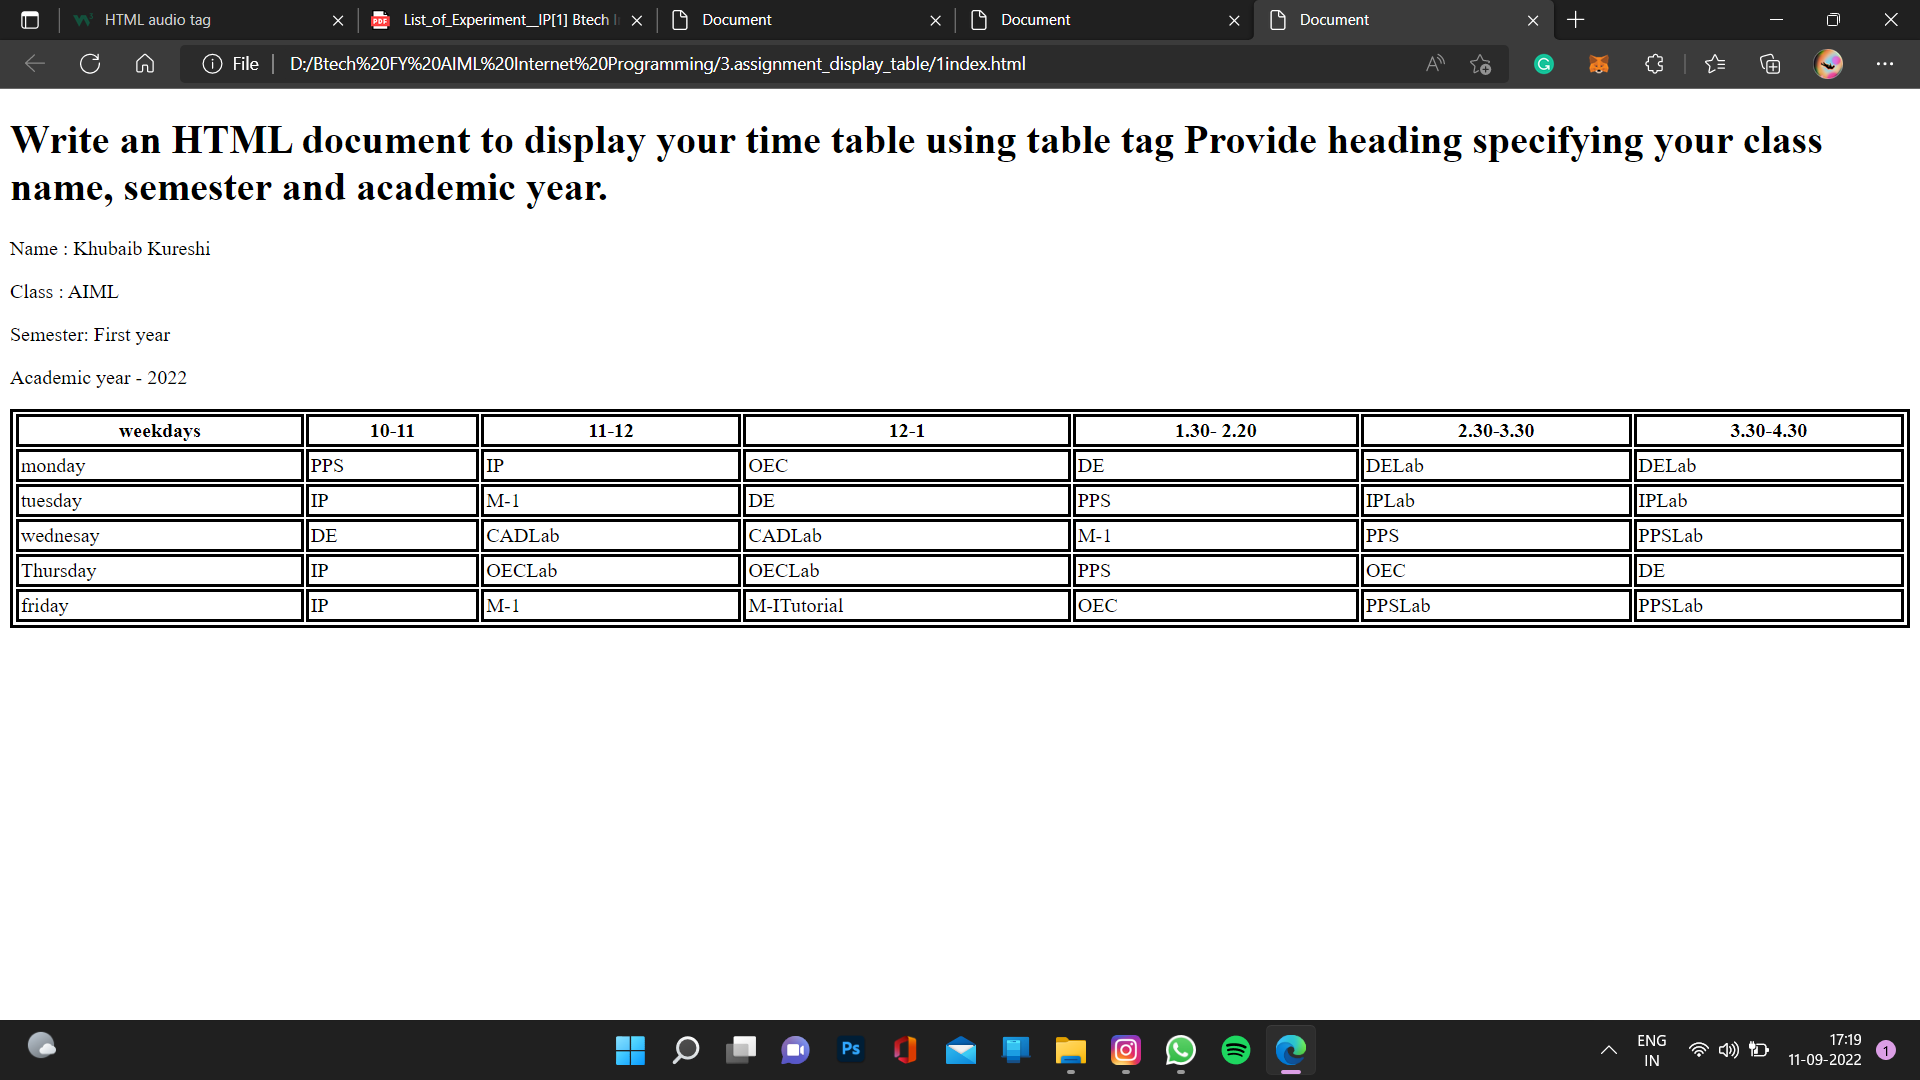 HTML audio tag
List_of_Experiment__IP[1] Btech
Document
Document
Document
File
D:/Btech%20FY%20AIML%20Internet%20Programming/3.assignment_display_table/1index.html
Write an HTML document to display your time table using table tag Provide heading specifying your class
name, semester and academic year.
Name : Khubaib Kureshi
Class : AIML
Semester: First year
Academic year - 2022
weekdays 10-11 11-12 12-1 1.30- 2.20 2.30-3.30 3.30-4.30
monday PPS IP OEC DE DELab DELab
tuesday IP M-1 DE PPS IPLab IPLab
wednesay DE CADLab CADLab M-1 PPS PPSLab
Thursday IP OECLab OECLab PPS OEC DE
friday IP M-1 M-ITutorial OEC PPSLab PPSLab
Ps
ENG
IN
17:19
11-09-2022
1